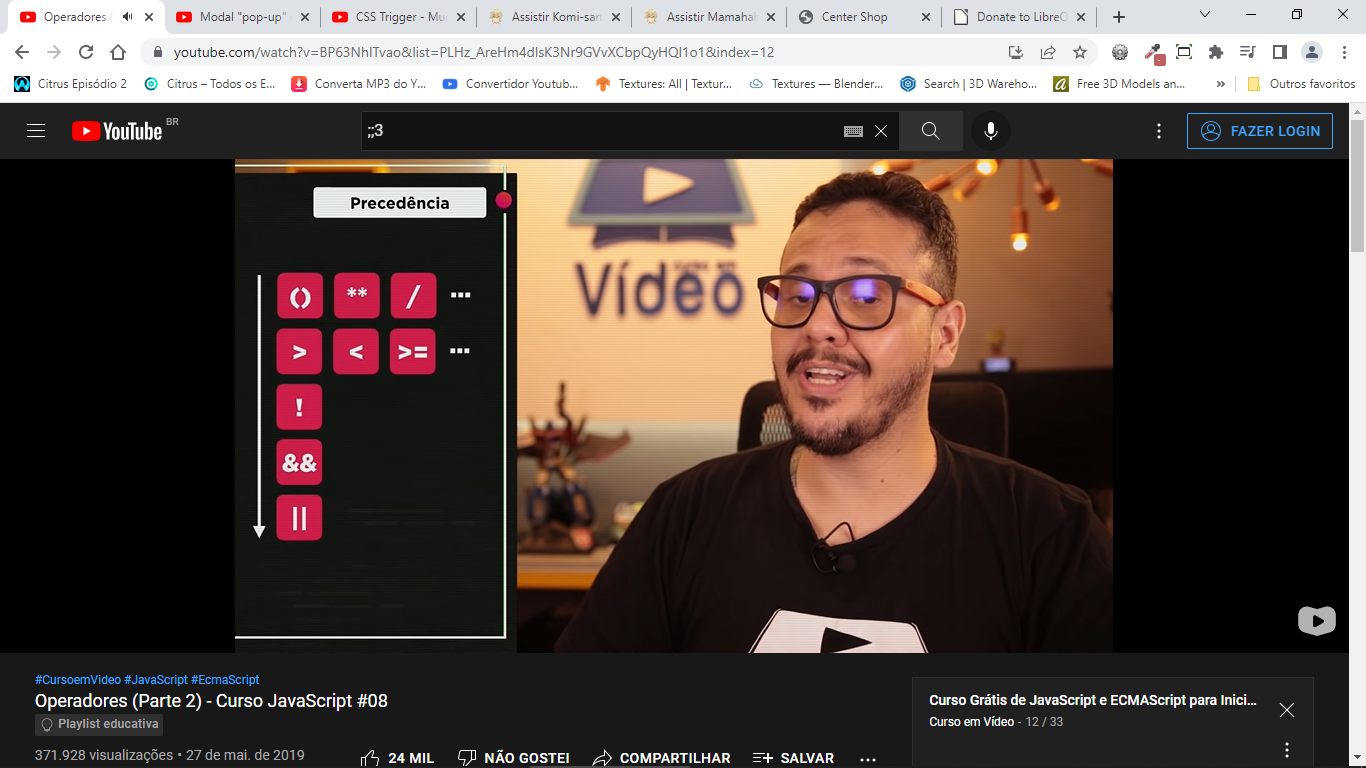 Operadores (
Modal "pop-up"
CSS Trigger - Mu
Assistir Komi-san
Assistir Mamahah
Center Shop
Donate to LibreO
youtube.com/watch?v=BP63NhITvao&list=PLHz_AreHm4dlsK3Nr9GVvXCbpQyHQl1o1&index=12
Citrus Episódio 2
Citrus – Todos os E...
Converta MP3 do Y...
Convertidor Youtub...
Textures: All | Textur...
Textures — Blender...
Search | 3D Wareho...
Free 3D Models an...
»
Outros favoritos
YouTube BR
;;3
FAZER LOGIN
Precedência
() ** / ...
> < >= ...
!
&&
||
curso em
Vídeo
#CursoemVideo #JavaScript #EcmaScript
Operadores (Parte 2) - Curso JavaScript #08
Playlist educativa
371.928 visualizações • 27 de mai. de 2019
24 MIL
NÃO GOSTEI
COMPARTILHAR
SALVAR
Curso Grátis de JavaScript e ECMAScript para Inici...
Curso em Vídeo - 12 / 33